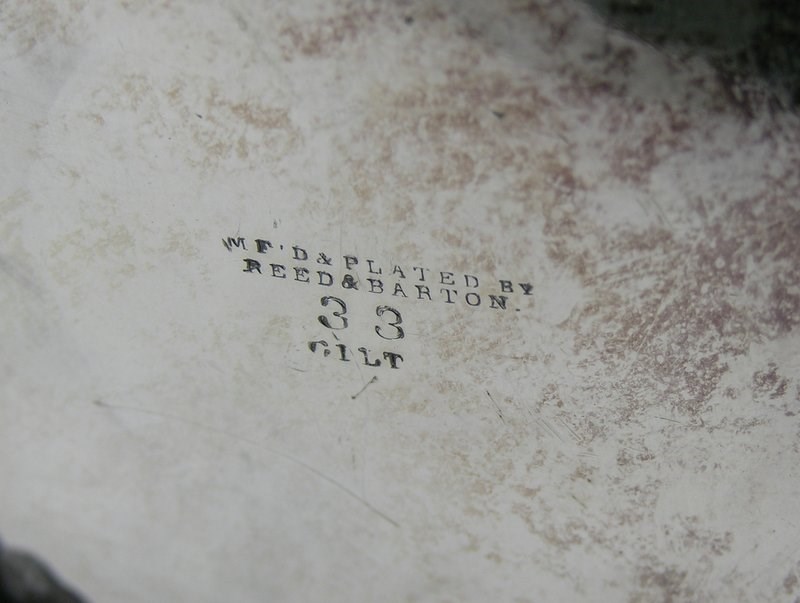 MF'D & PLATED BY
REED & BARTON.
33
GILT